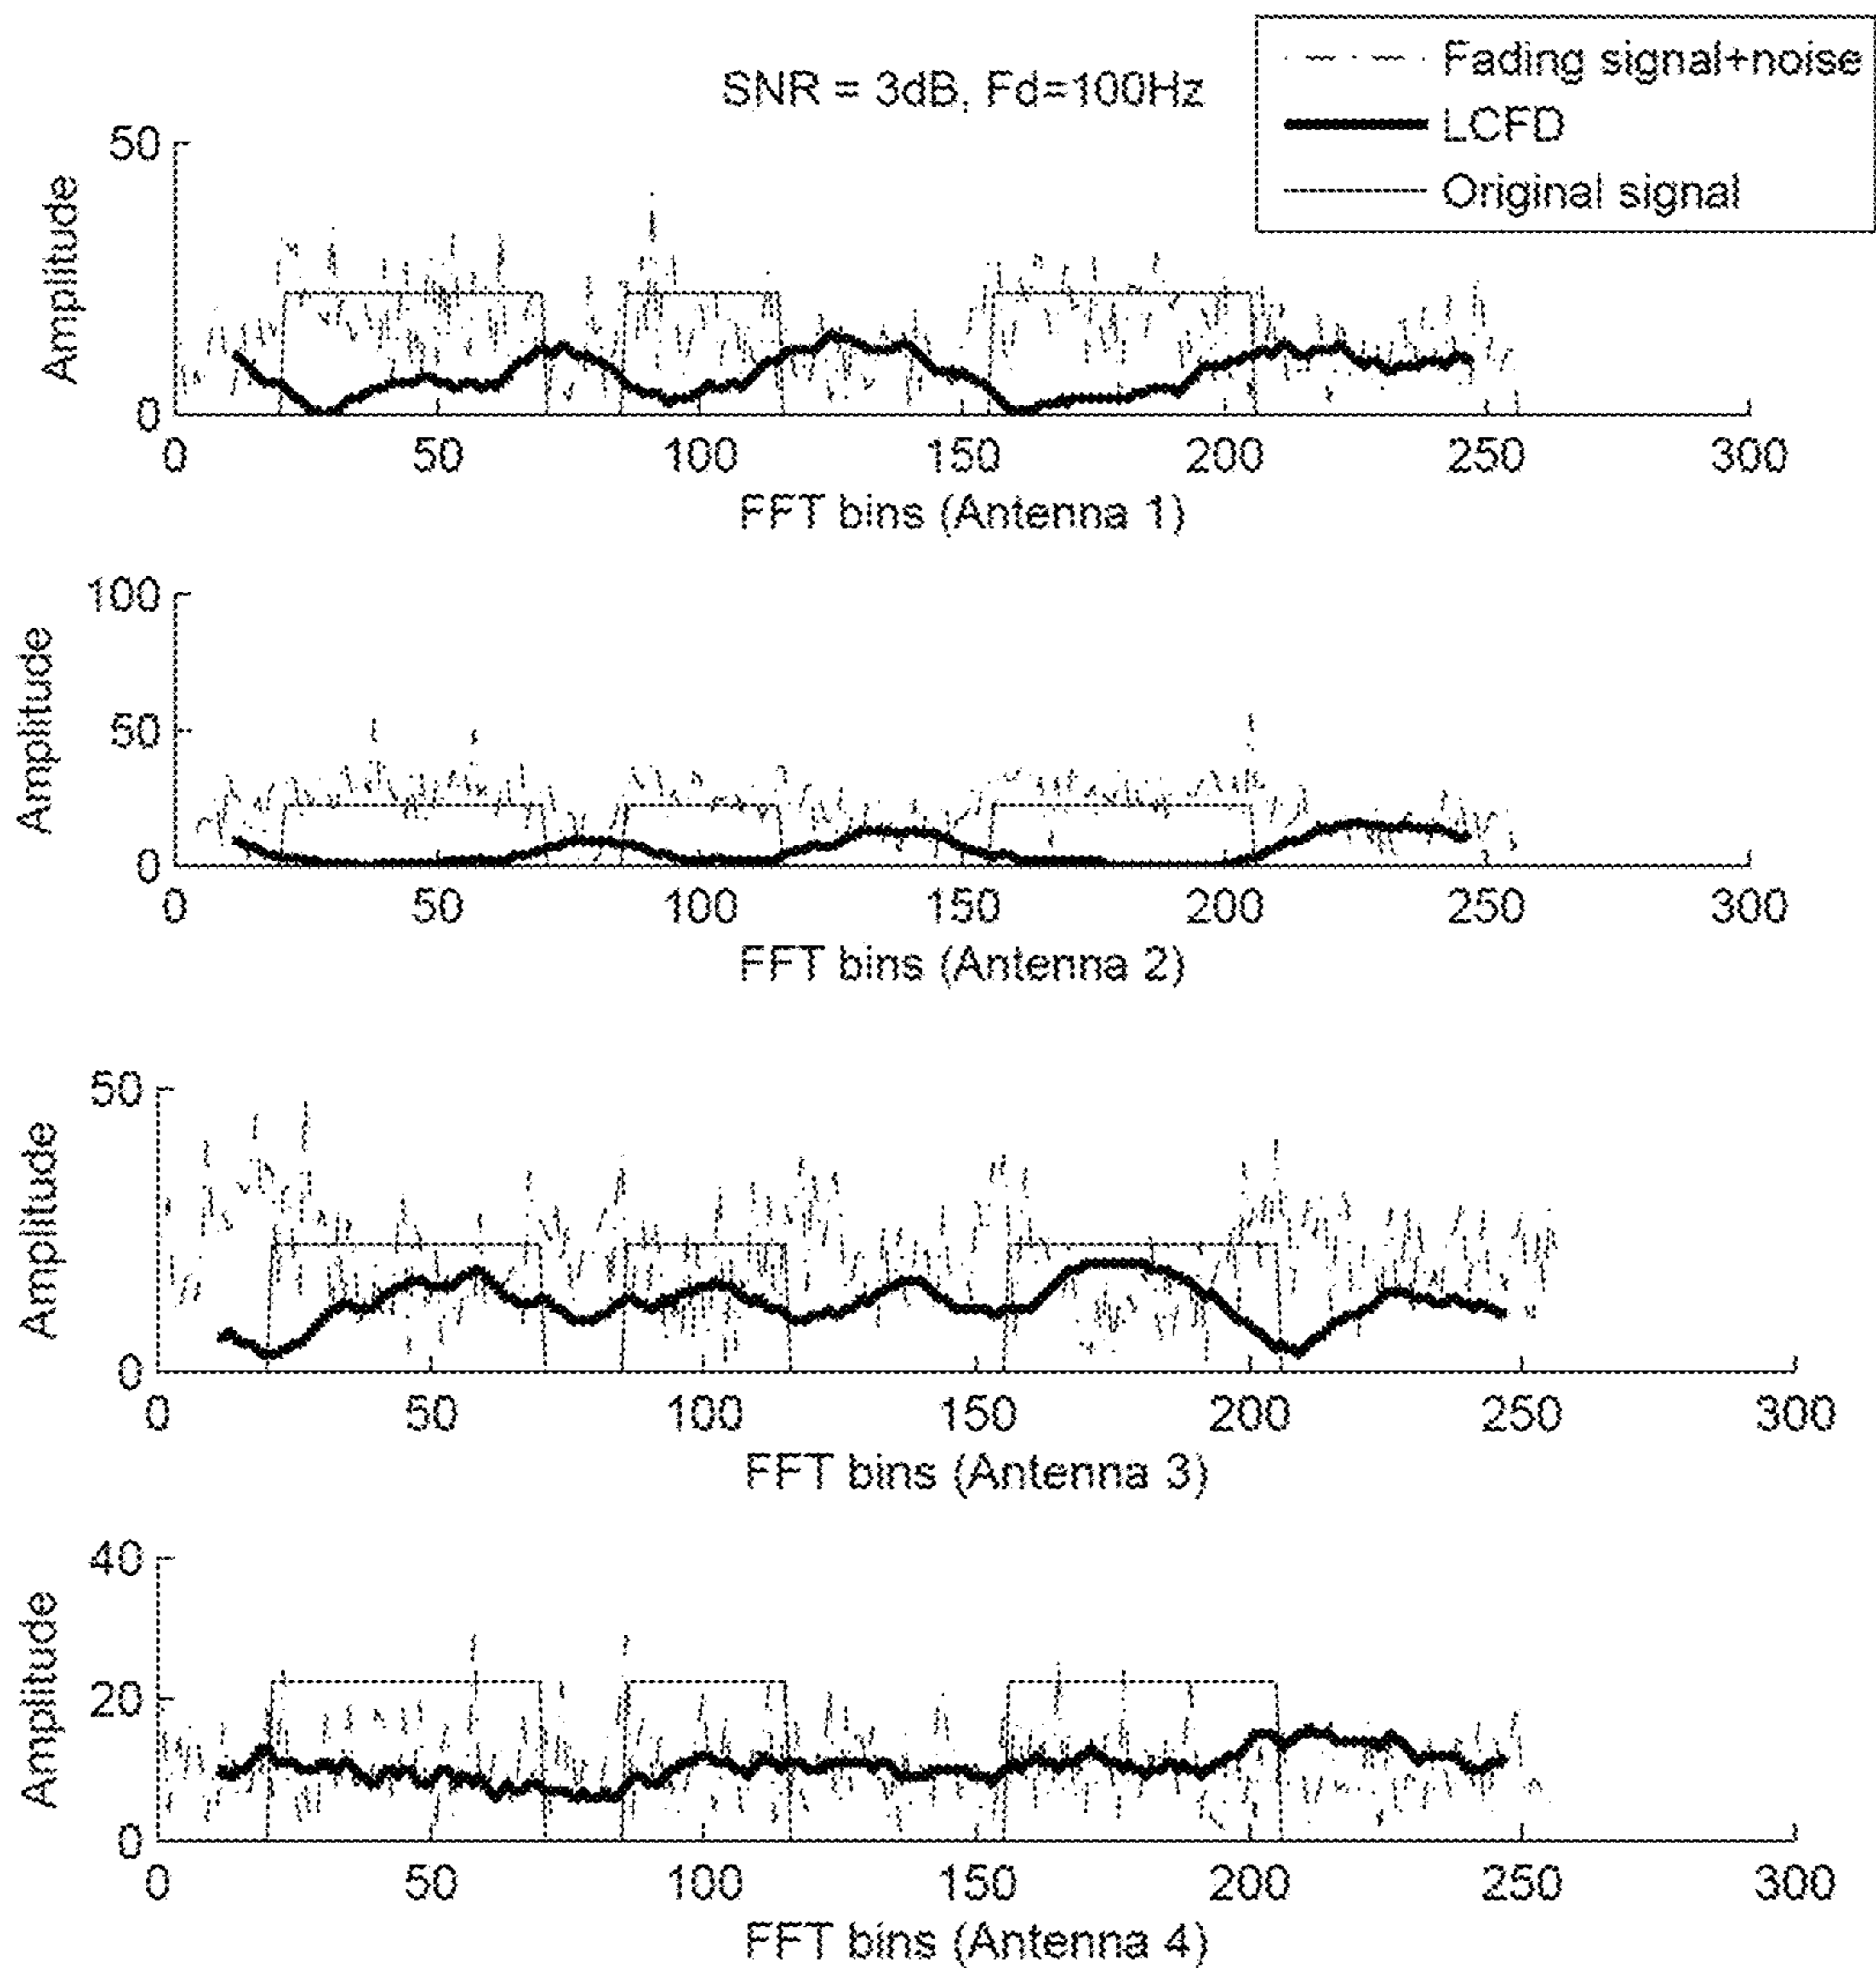 SNR = 3dB, Fd=100Hz
Fading signal+noise
LCFD
Original signal
50
Amplitude
0
0 50 100 150 200 250 300
FFT bins (Antenna 1)
100
Amplitude
50
0
0 50 100 150 200 250 300
FFT bins (Antenna 2)
50
Amplitude
0
0 50 100 150 200 250 300
FFT bins (Antenna 3)
40
Amplitude
20
0
0 50 100 150 200 250 300
FFT bins (Antenna 4)